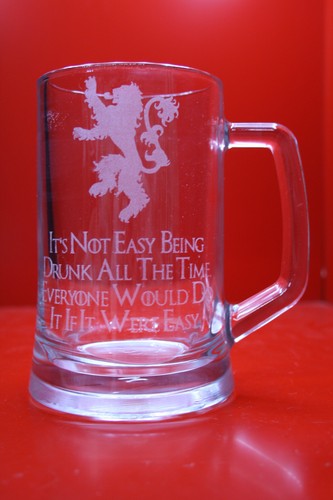 It's Not Easy Being
Drunk All The Time
Everyone Would D
It If It Were Easy